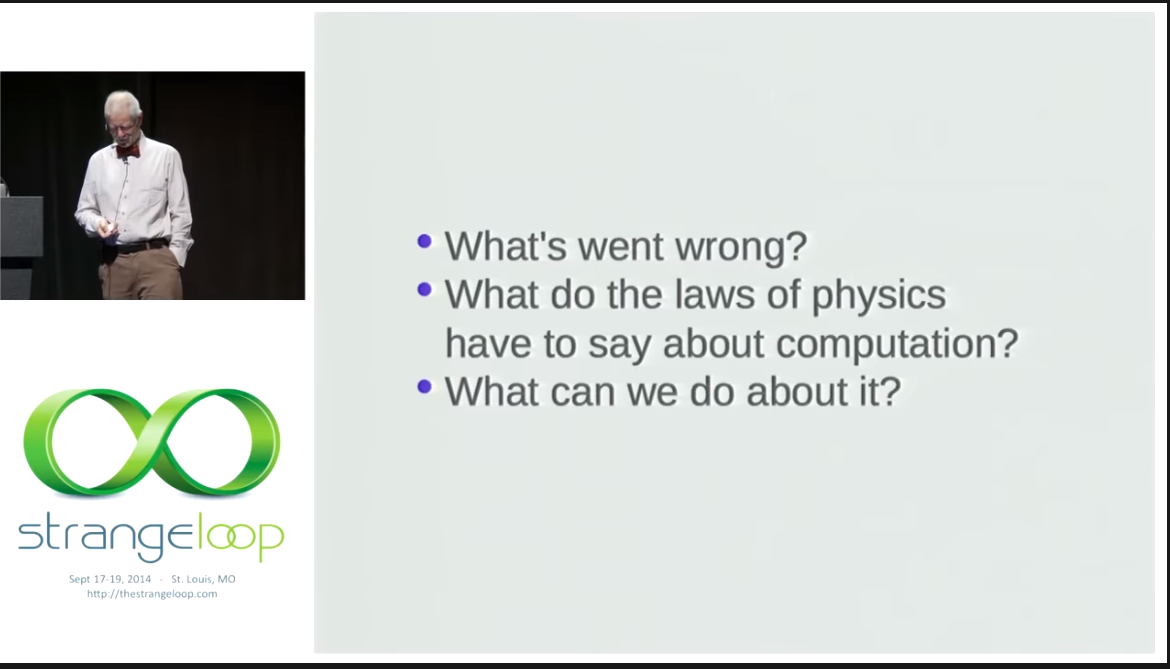 What's went wrong?
What do the laws of physics
have to say about computation?
What can we do about it?
strangeloop
Sept 17-19, 2014 - St. Louis, MO
http://thestrangeloop.com